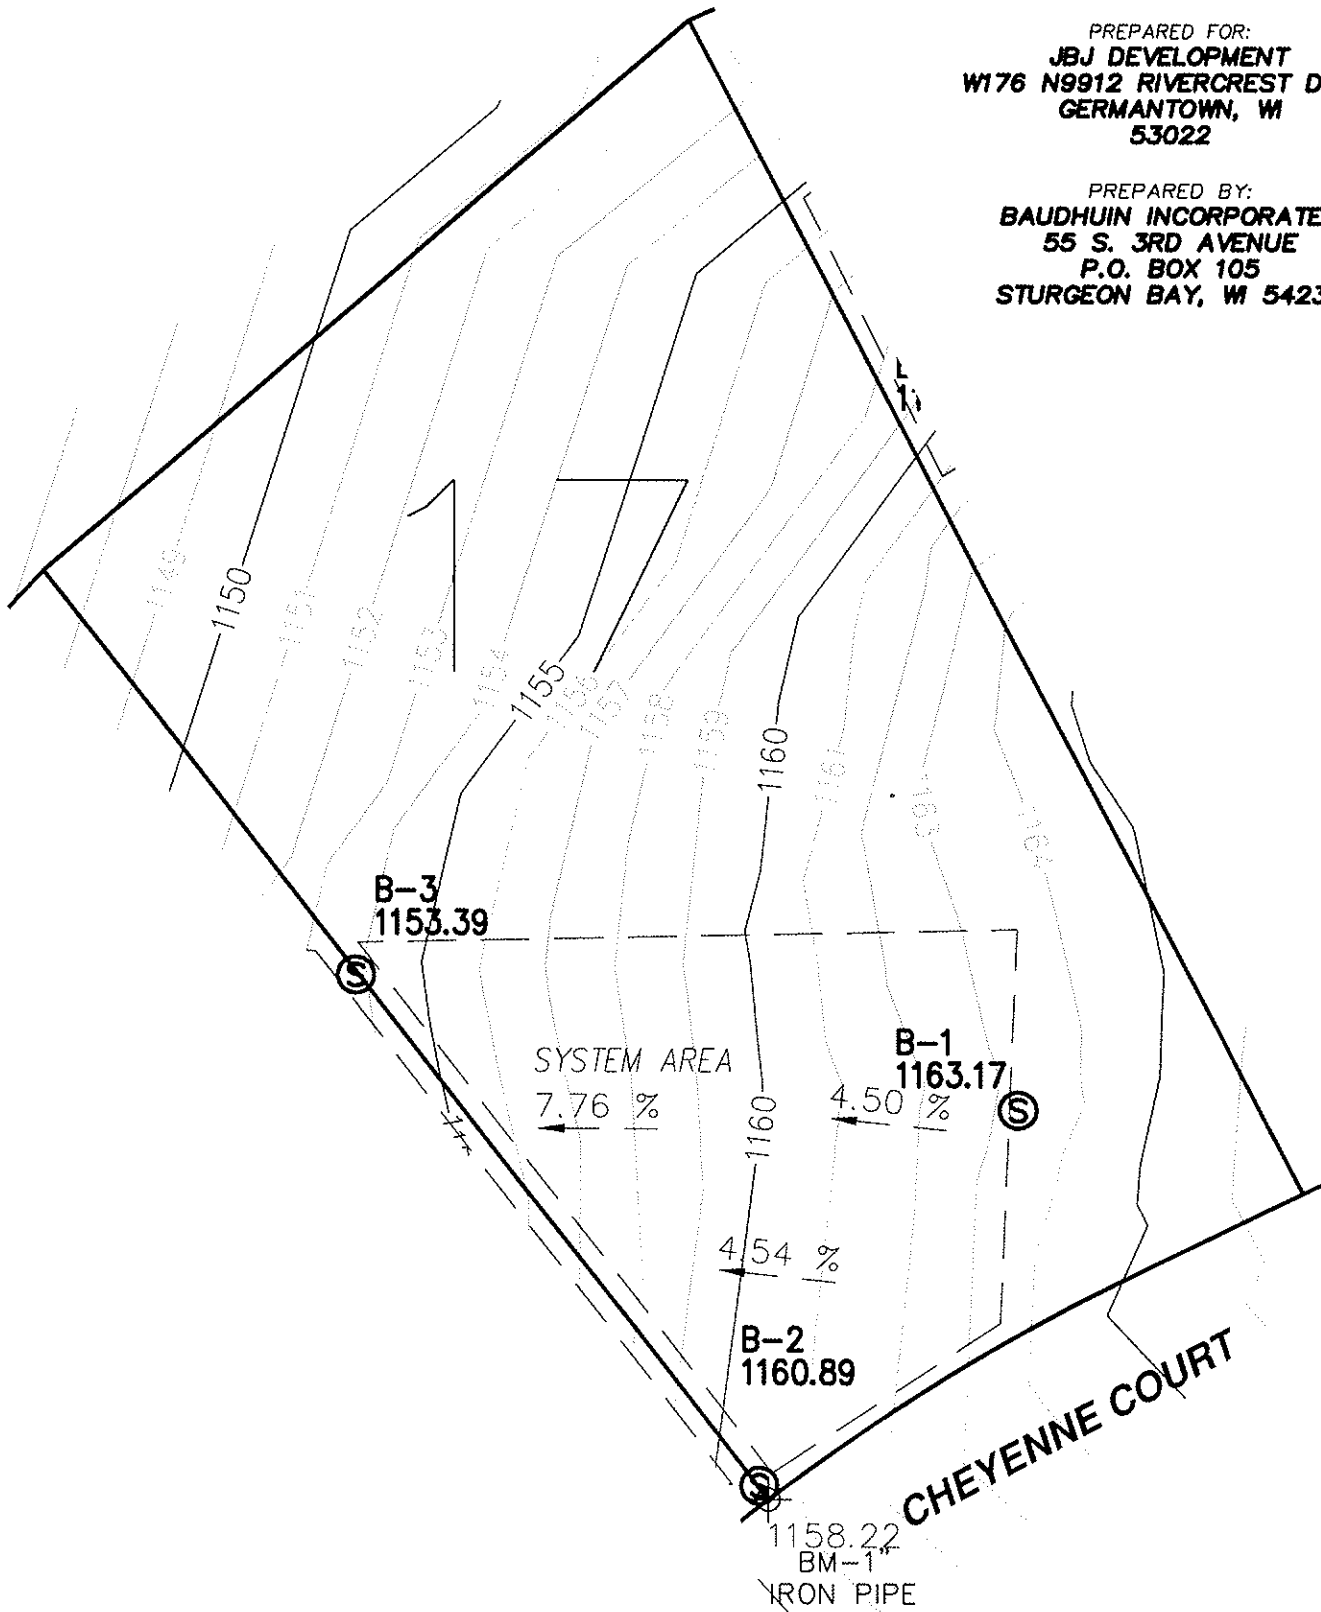 PREPARED FOR:
JBJ DEVELOPMENT
W176 N9912 RIVERCREST D
GERMANTOWN, WI
53022
PREPARED BY:
BAUDHUIN INCORPORATE
55 S. 3RD AVENUE
P.O. BOX 105
STURGEON BAY, WI 5423
17
1149
1150
1151
1152
1153
1154
1155
1156
1157
1158
1159
1160
1161
1163
1164
B-3
1153.39
S
SYSTEM AREA
7.76 %
1160
B-1
1163.17
4.50 %
S
4.54 %
B-2
1160.89
S
CHEYENNE COURT
1158.22
BM-1"
IRON PIPE